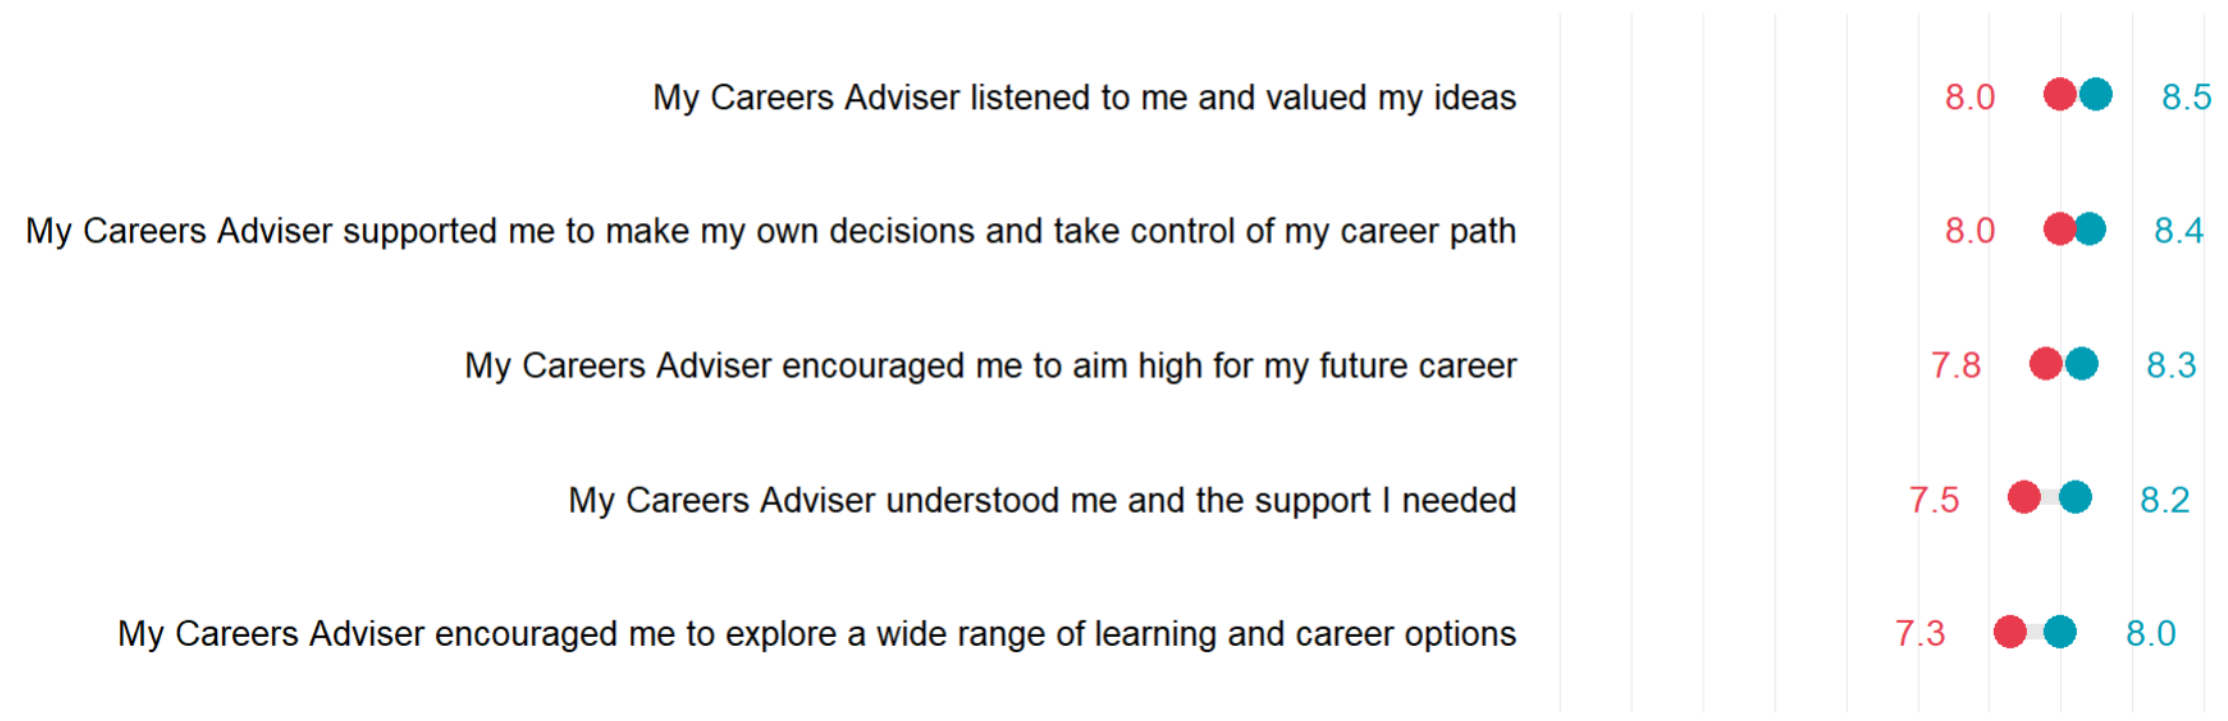 My Careers Adviser listened to me and valued my ideas 8.0 8.5
My Careers Adviser supported me to make my own decisions and take control of my career path 8.0 8.4
My Careers Adviser encouraged me to aim high for my future career 7.8 8.3
My Careers Adviser understood me and the support I needed 7.5 8.2
My Careers Adviser encouraged me to explore a wide range of learning and career options 7.3 8.0